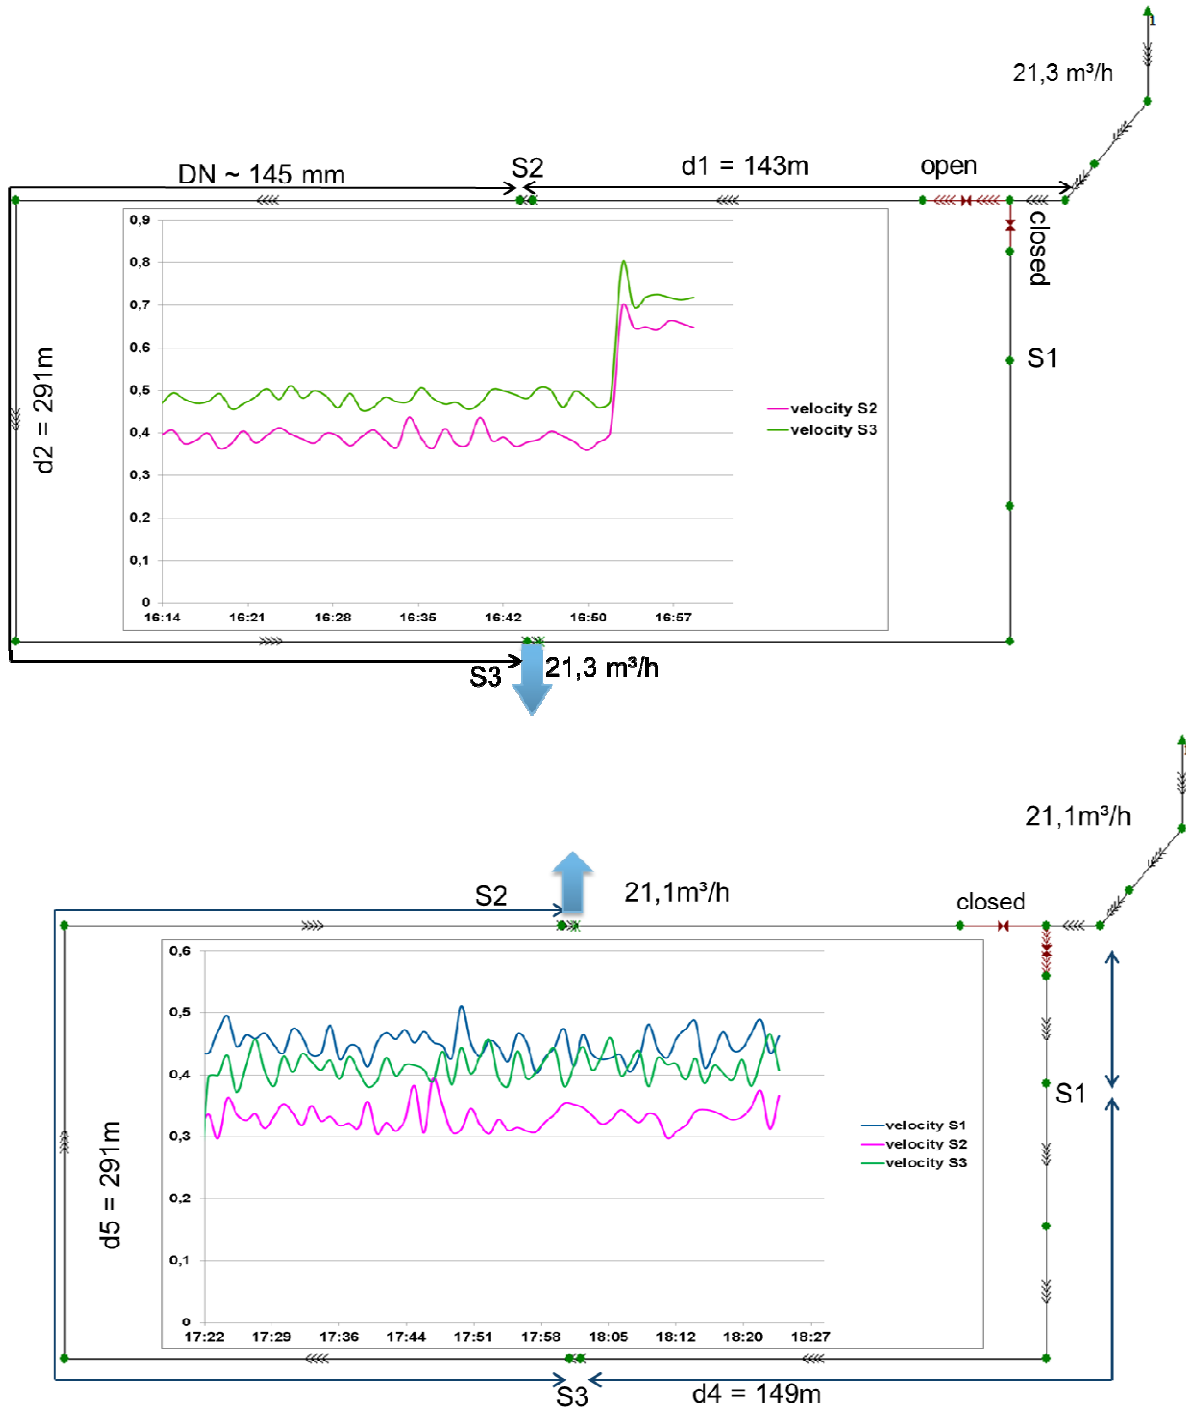 1
21,3 m³/h
DN ~ 145 mm
S2
d1 = 143m
open
closed
0,9
0,8
0,7
0,6
0,5
0,4
0,3
0,2
0,1
0
16:14 16:21 16:28 16:35 16:42 16:50 16:57
velocity S2
velocity S3
d2 = 291m
S1
S3
21,3 m³/h
21,1m³/h
S2
21,1m³/h
closed
0,6
0,5
0,4
0,3
0,2
0,1
0
17:22 17:29 17:36 17:44 17:51 17:58 18:05 18:12 18:20 18:27
velocity S1
velocity S2
velocity S3
d5 = 291m
S1
S3
d4 = 149m